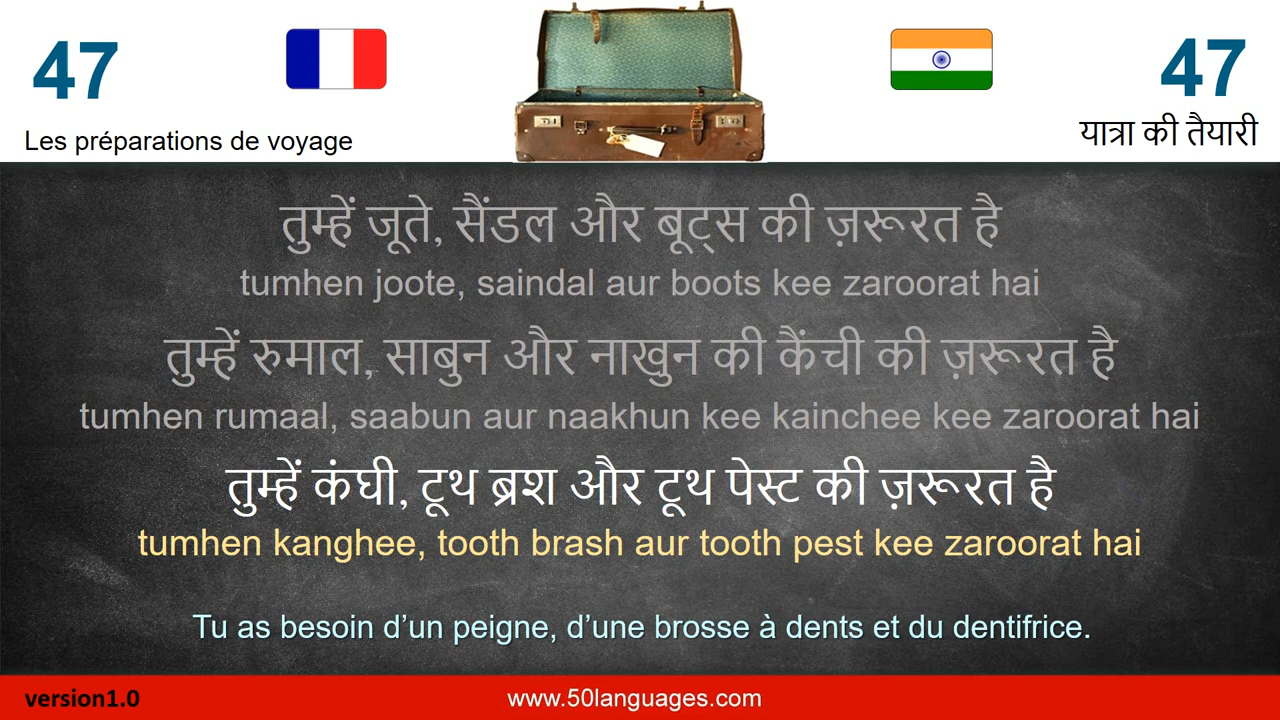 47
47
Les préparations de voyage
यात्रा की तैयारी
तुम्हें जूते, सैंडल और बूट्स की ज़रूरत है
tumhen joote, saindal aur boots kee zaroorat hai
तुम्हें रुमाल, साबुन और नाखुन की कैंची की ज़रूरत है
tumhen rumaal, saabun aur naakhun kee kainchee kee zaroorat hai
तुम्हें कंघी, टूथ ब्रश और टूथ पेस्ट की ज़रूरत है
tumhen kanghee, tooth brash aur tooth pest kee zaroorat hai
Tu as besoin d’un peigne, d’une brosse à dents et du dentifrice.
version1.0
www.50languages.com